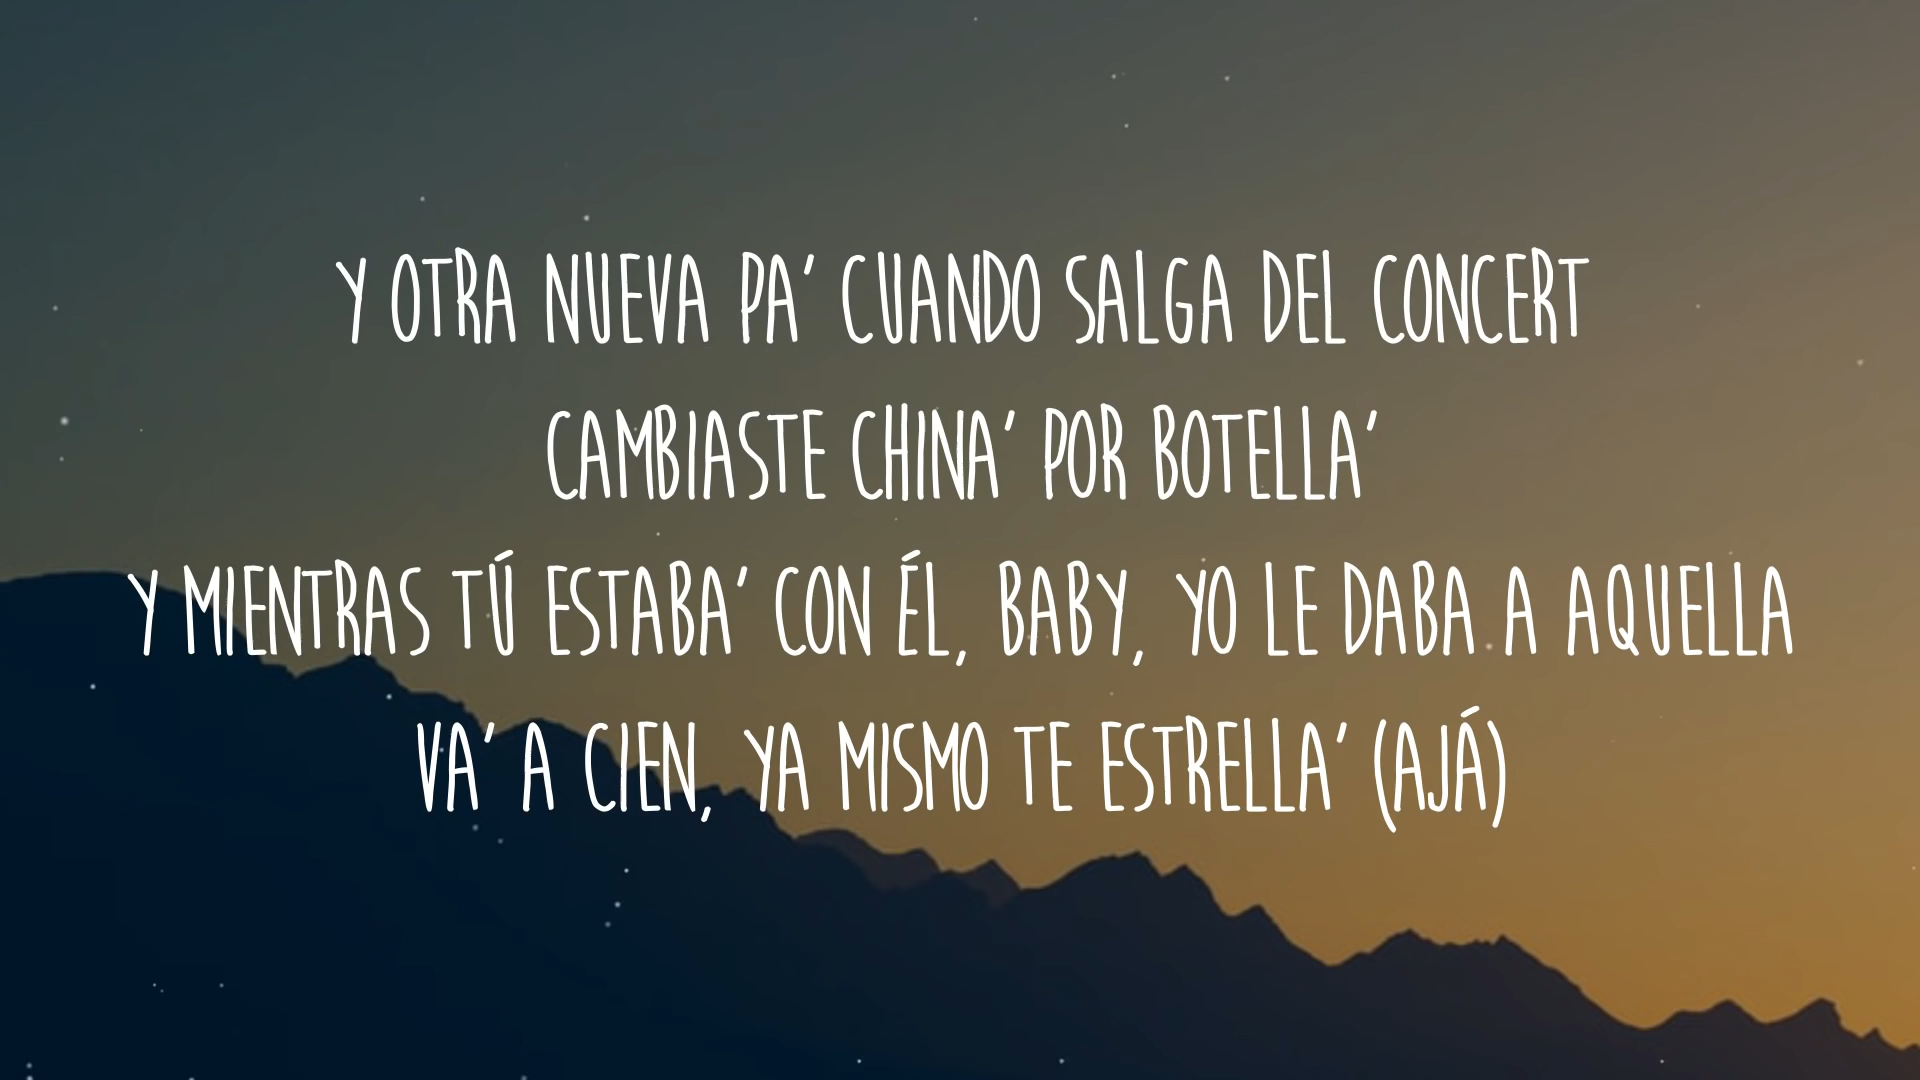 Y OTRA NUEVA PA' CUANDO SALGA DEL CONCERT
CAMBIASTE CHINA' POR BOTELLA'
Y MIENTRAS TÚ ESTABA' CON ÉL, BABY, YO LE DABA A AQUELLA
VA' A CIEN, YA MISMO TE ESTRELLA' (AJÁ)